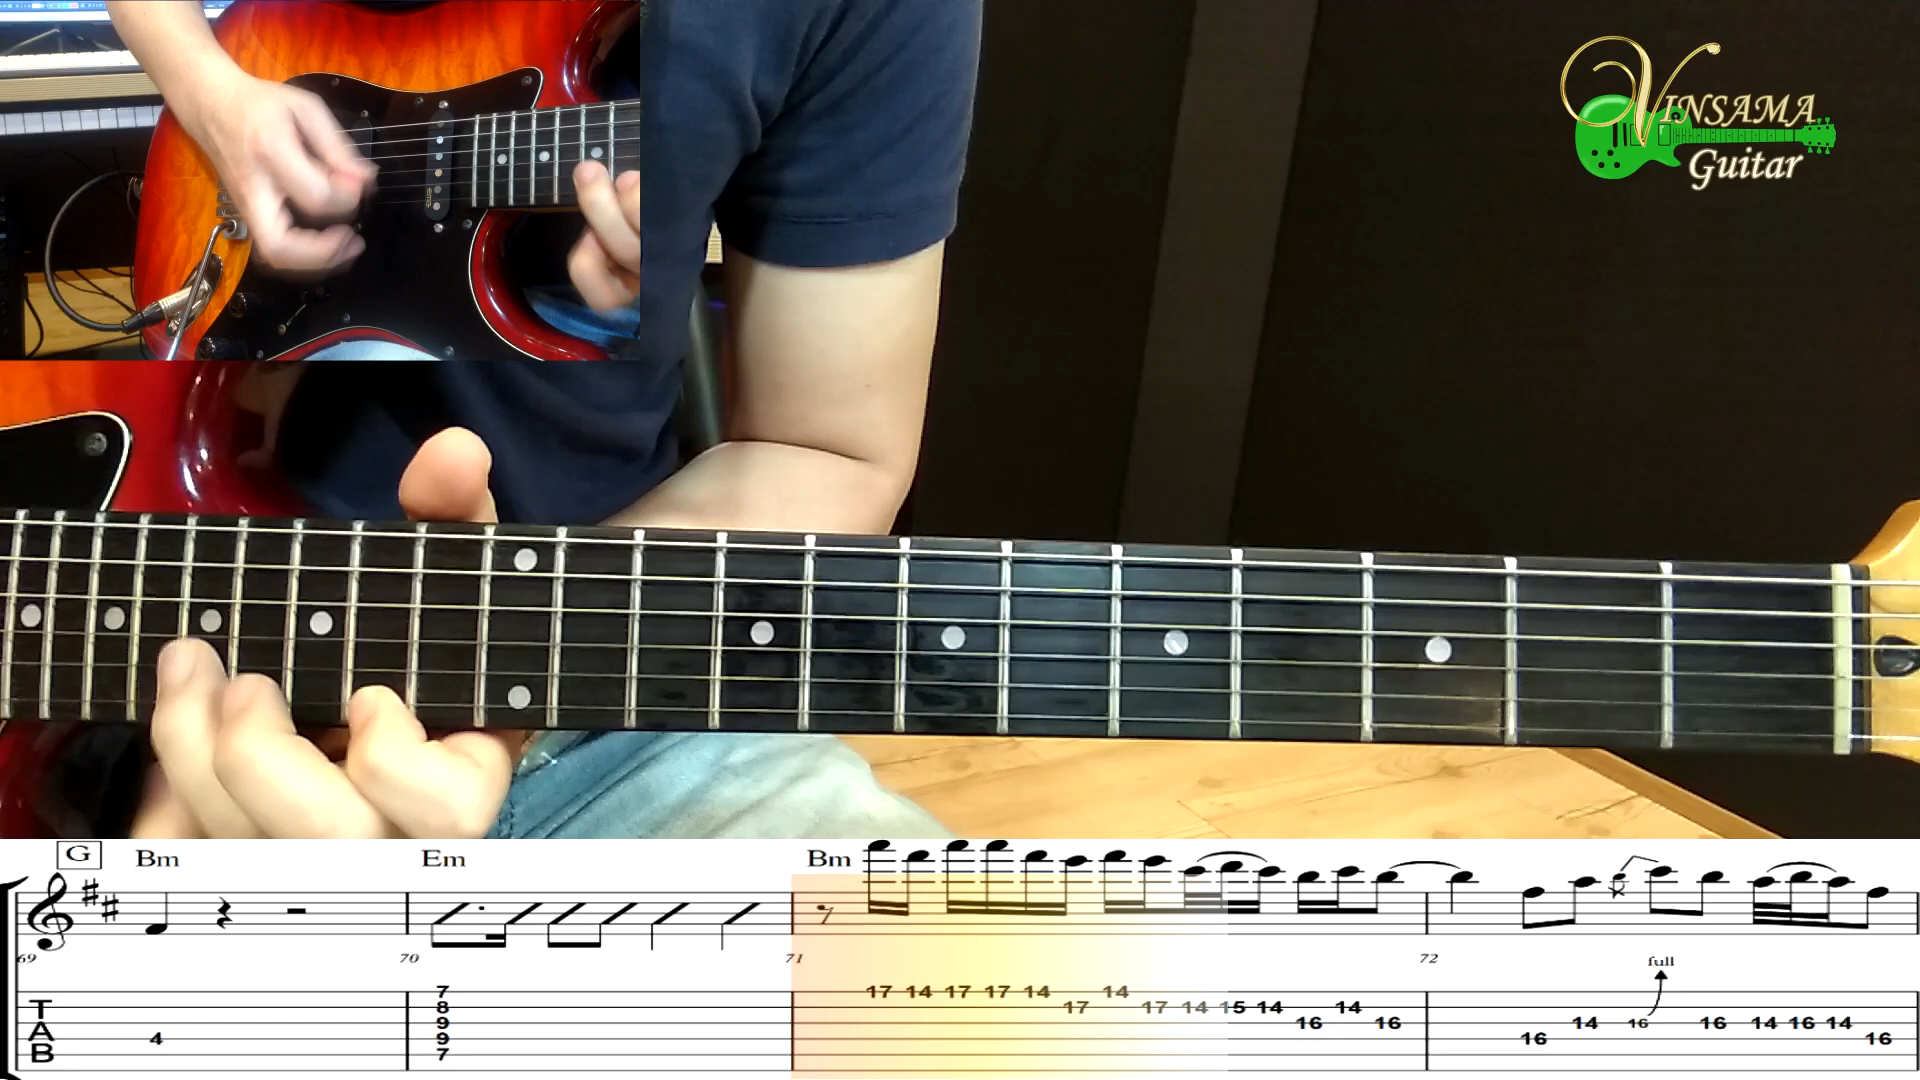 VINSAMA
Guitar
G Bm Em Bm
69 70 71 72
full
7 17 14 17 17 14 14
T 8 17 17 14 15 14 14
A 9 16 16 14 16 16 14 16 14
4 9 16 16
B 7